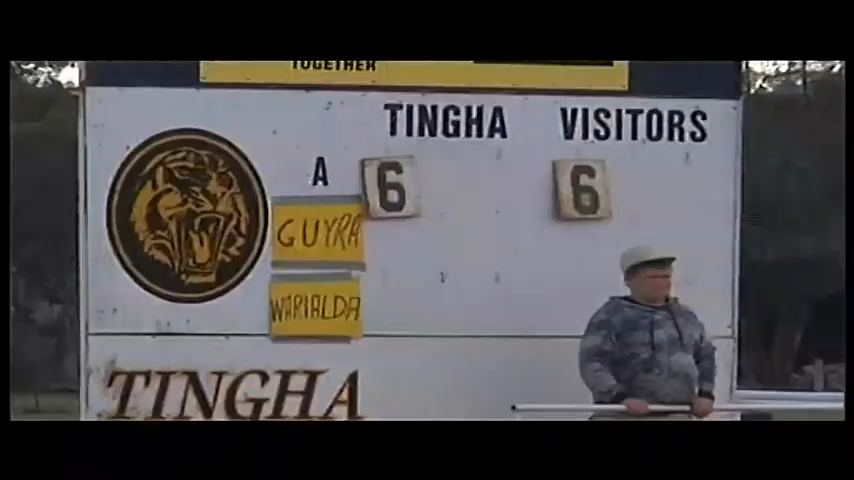 TOGETHER
TINGHA VISITORS
A 6 6
GUYRA
WARIALDA
TINGHA